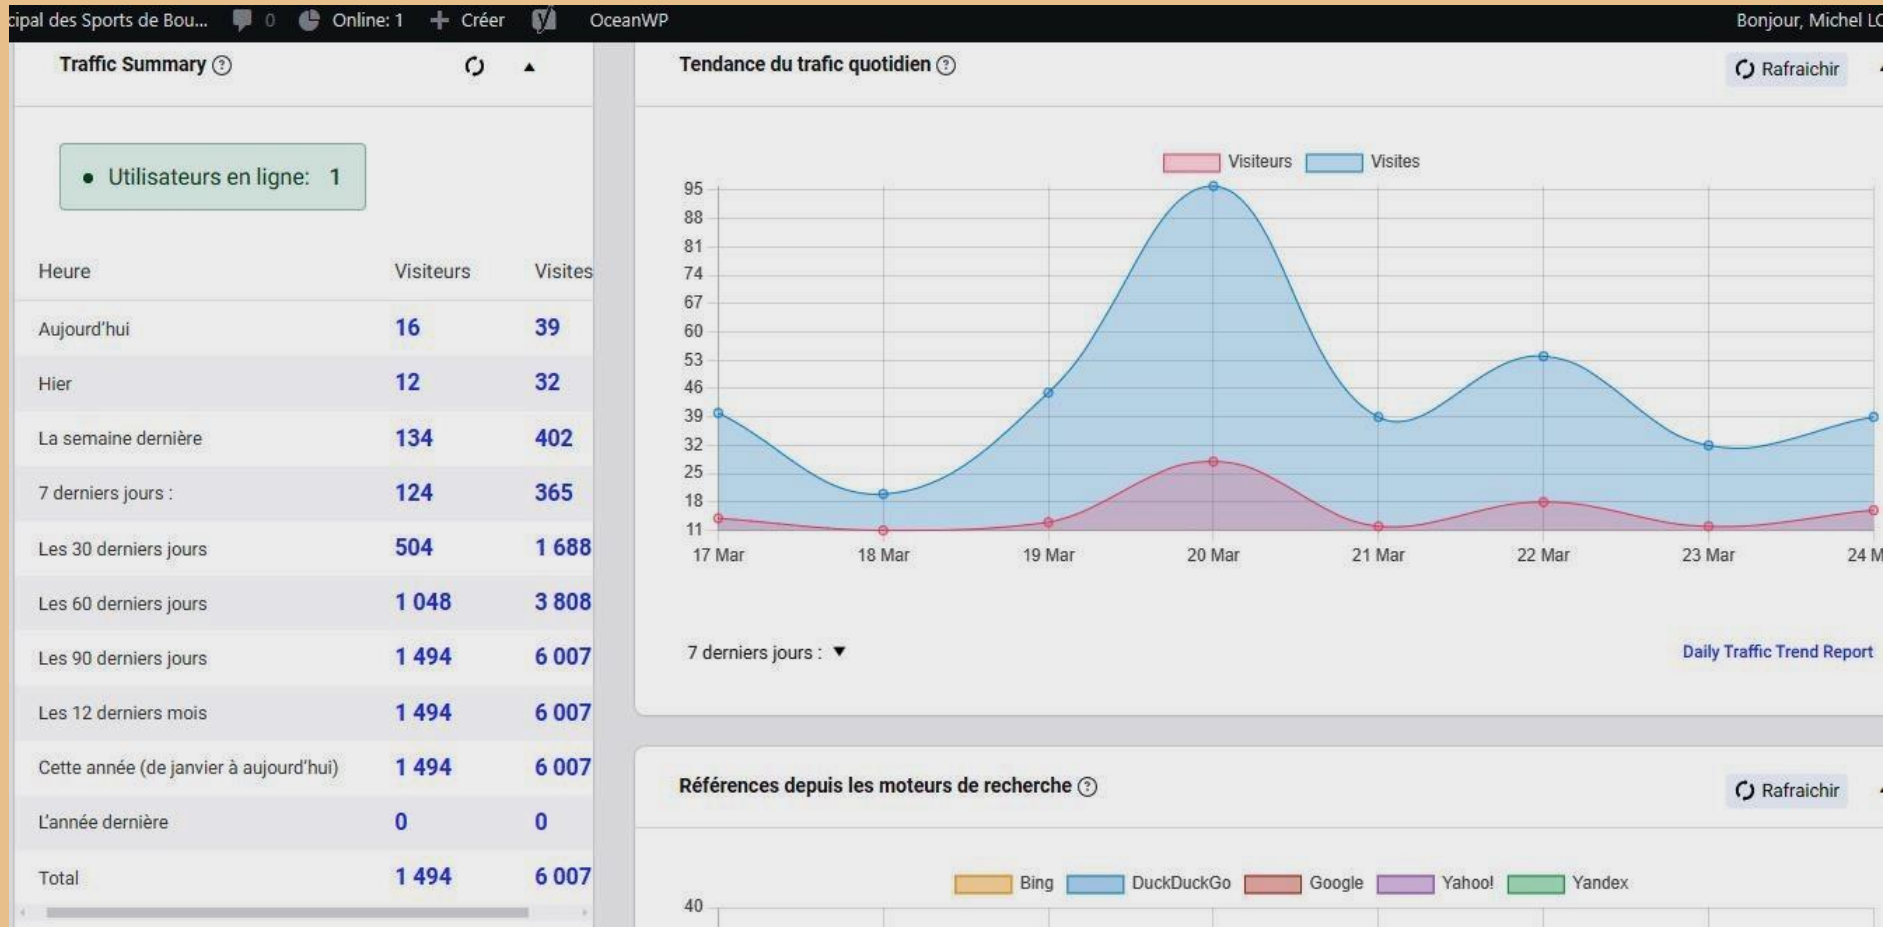 cipal des Sports de Bou... 0 Online: 1 Créer OceanWP Bonjour, Michel LO
Traffic Summary
Utilisateurs en ligne: 1
Heure Visiteurs Visites
Aujourd'hui 16 39
Hier 12 32
La semaine dernière 134 402
7 derniers jours : 124 365
Les 30 derniers jours 504 1 688
Les 60 derniers jours 1 048 3 808
Les 90 derniers jours 1 494 6 007
Les 12 derniers mois 1 494 6 007
Cette année (de janvier à aujourd'hui) 1 494 6 007
L'année dernière 0 0
Total 1 494 6 007
Tendance du trafic quotidien
Rafraichir
Visiteurs Visites
95
88
81
74
67
60
53
46
39
32
25
18
11
17 Mar 18 Mar 19 Mar 20 Mar 21 Mar 22 Mar 23 Mar 24 M
7 derniers jours : Daily Traffic Trend Report
Références depuis les moteurs de recherche
Rafraichir
Bing DuckDuckGo Google Yahoo! Yandex
40